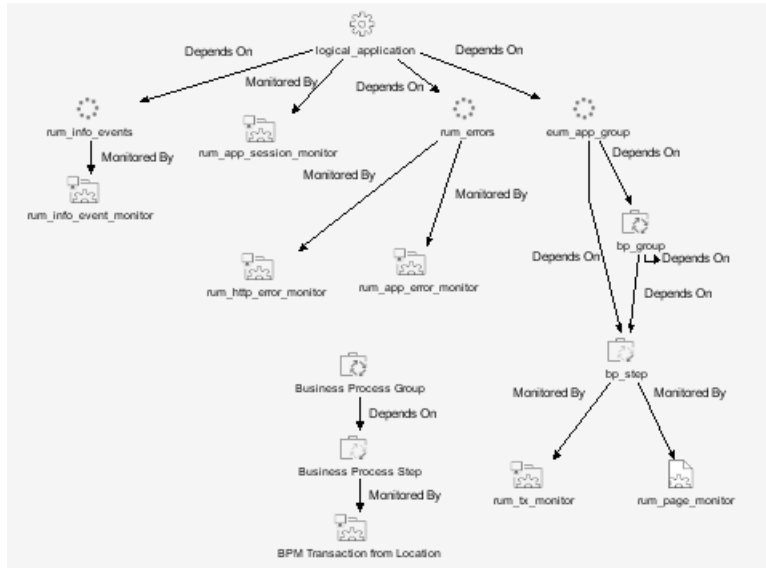 Depends On
logical_application
Depends On
Monitored By
Depends On
rum_info_events
rum_app_session_monitor
rum_errors
eum_app_group
Monitored By
Depends On
rum_info_event_monitor
Monitored By
Monitored By
bp_group
Depends On
Depends On
Depends On
rum_http_error_monitor
rum_app_error_monitor
bp_step
Business Process Group
Monitored By
Monitored By
Depends On
Business Process Step
Monitored By
rum_tx_monitor
rum_page_monitor
BPM Transaction from Location